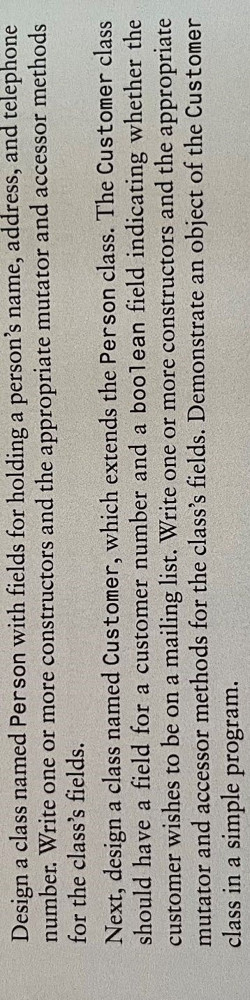 Design a class named Person with fields for holding a person's name, address, and telephone
number. Write one or more constructors and the appropriate mutator and accessor methods
for the class's fields.
Next, design a class named Customer, which extends the Person class. The Customer class
should have a field for a customer number and a boolean field indicating whether the
customer wishes to be on a mailing list. Write one or more constructors and the appropriate
mutator and accessor methods for the class's fields. Demonstrate an object of the Customer
class in a simple program.